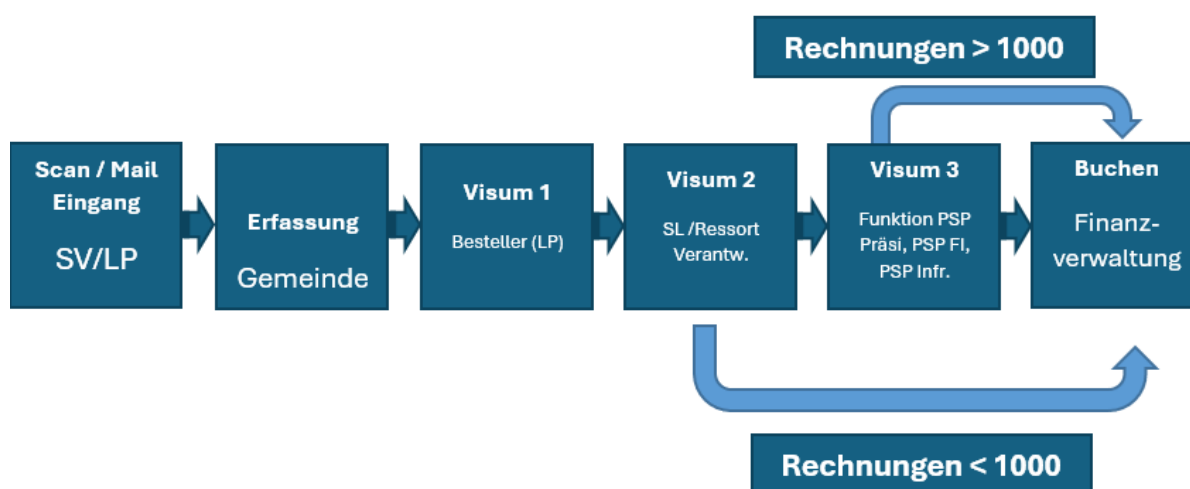 Rechnungen > 1000
Scan / Mail
Eingang
SV/LP
Erfassung
Gemeinde
Visum 1
Besteller (LP)
Visum 2
SL /Ressort
Verantw.
Visum 3
Funktion PSP
Präsi, PSP FI,
PSP Infr.
Buchen
Finanz-
verwaltung
Rechnungen < 1000